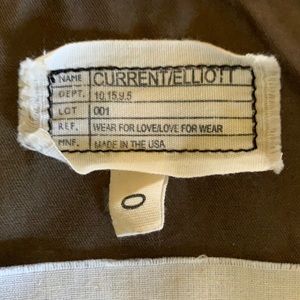 NAME CURRENT/ELLIOTT
DEPT. 10.15.9.5
LOT 001
REF. WEAR FOR LOVE/LOVE FOR WEAR
MNF. MADE IN THE USA
0